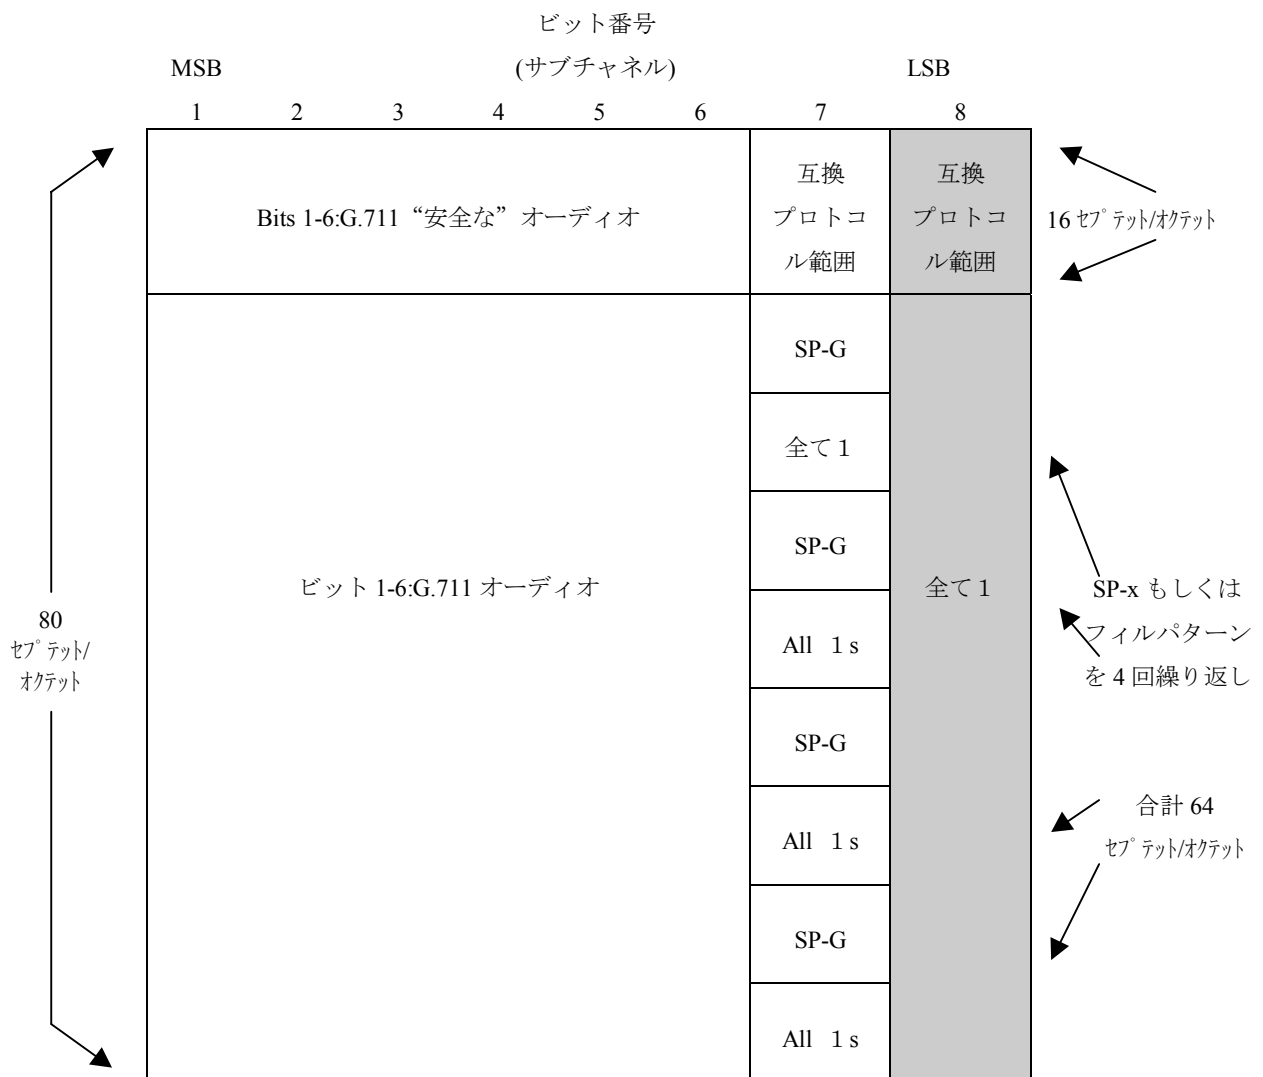 ビット番号
MSB (サブチャネル) LSB
1 2 3 4 5 6 7 8
Bits 1-6:G.711 “安全な” オーディオ
互換
プロトコ
ル範囲
互換
プロトコ
ル範囲
16 ｾﾌﾟﾃｯﾄ/ｵｸﾃｯﾄ
SP-G
全て１
SP-G
ビット 1-6:G.711 オーディオ
全て１
SP-x もしくは
フィルパターン
を 4 回繰り返し
80
ｾﾌﾟﾃｯﾄ/
ｵｸﾃｯﾄ
All １s
SP-G
All １s
合計 64
ｾﾌﾟﾃｯﾄ/ｵｸﾃｯﾄ
SP-G
All １s